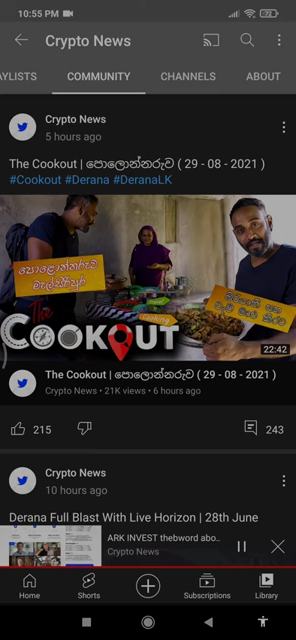 10:55 PM
72
Crypto News
AYLISTS COMMUNITY CHANNELS ABOUT
Crypto News
5 hours ago
The Cookout | පොළොන්නරුව ( 29 - 08 - 2021 )
#Cookout #Derana #DeranaLK
පොළොන්නරුව
මැල්සිරිපුර
The
COOKOUT
Cooking
22:42
The Cookout | පොළොන්නරුව ( 29 - 08 - 2021 )
Crypto News • 21K views • 6 hours ago
215
243
Crypto News
10 hours ago
Derana Full Blast With Live Horizon | 28th June
ARK INVEST thebword abo..
Crypto News
Home Shorts Subscriptions Library